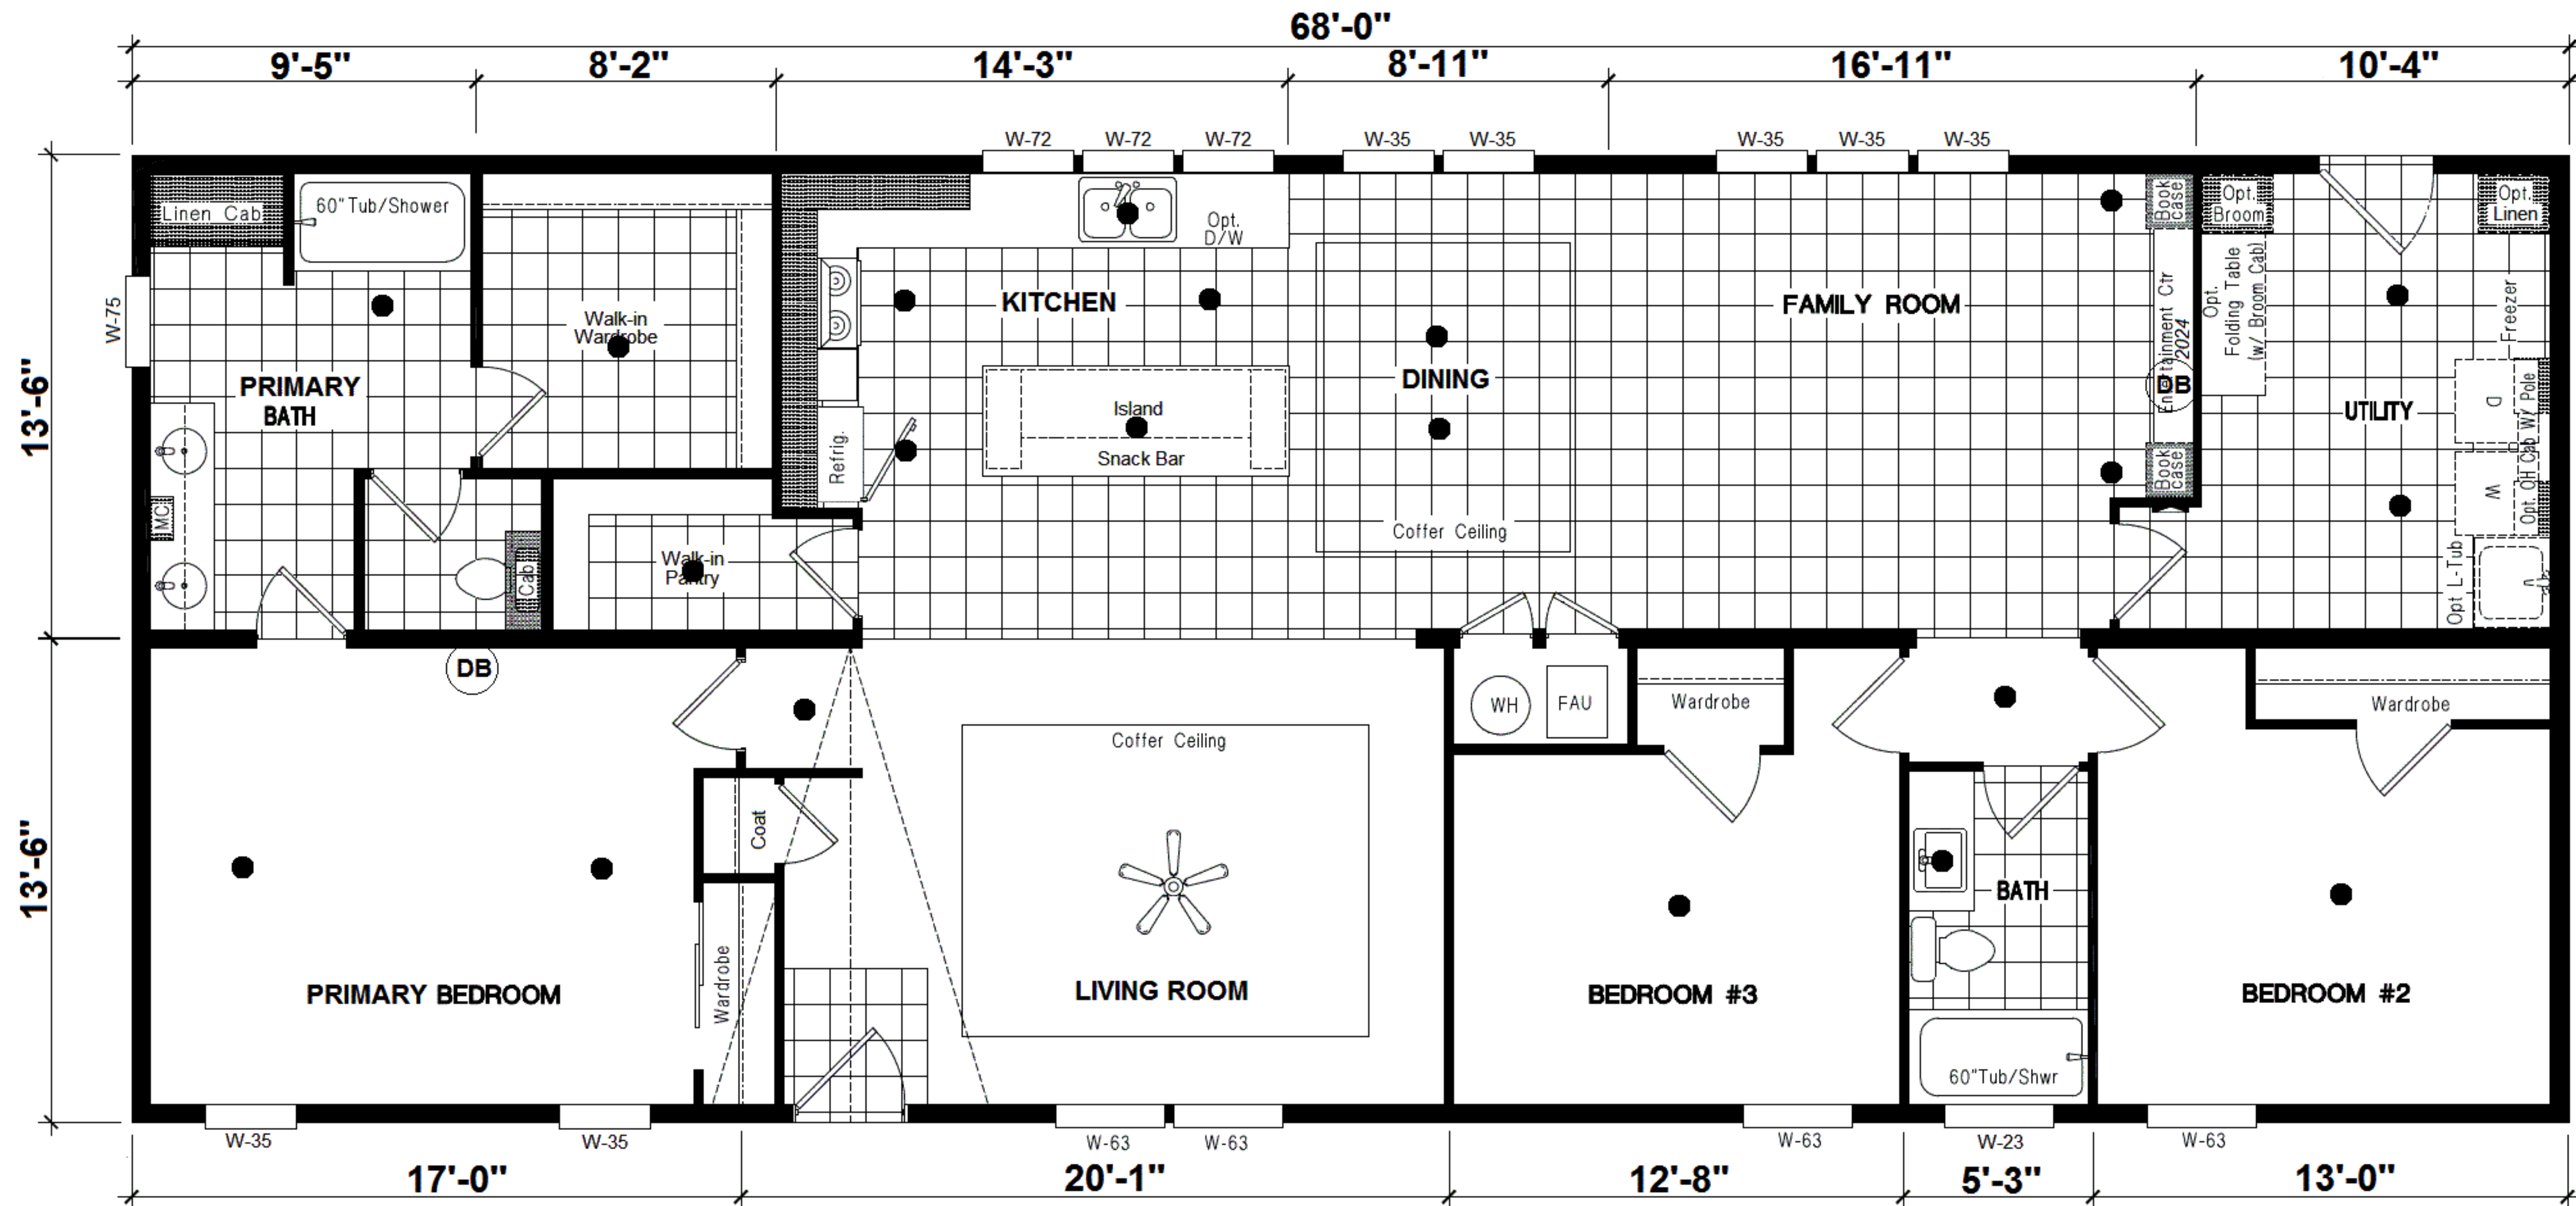 68'-0"
9'-5"
8'-2"
14'-3"
8'-11"
16'-11"
10'-4"
W-72
W-72
W-72
W-35
W-35
W-35
W-35
W-35
13'-6"
13'-6"
W-75
Linen Cab
60"Tub/Shower
PRIMARY
BATH
MC
Cab
Walk-in
Wardrobe
Walk-in
Pantry
Opt.
D/W
KITCHEN
Refrig.
Island
Snack Bar
DINING
Coffer Ceiling
FAMILY ROOM
Book
case
Entertainment Ctr
2024
DB
Book
case
Opt.
Broom
Opt.
Folding Table
(w/ Broom Cab)
Opt.
Linen
Freezer
UTILITY
D
W
Opt. OH Cab W/ Pole
Opt L-Tub
DB
Coat
Wardrobe
PRIMARY BEDROOM
Coffer Ceiling
LIVING ROOM
WH
FAU
Wardrobe
BEDROOM #3
BATH
60"Tub/Shwr
Wardrobe
BEDROOM #2
W-35
W-35
W-63
W-63
W-63
W-23
W-63
17'-0"
20'-1"
12'-8"
5'-3"
13'-0"